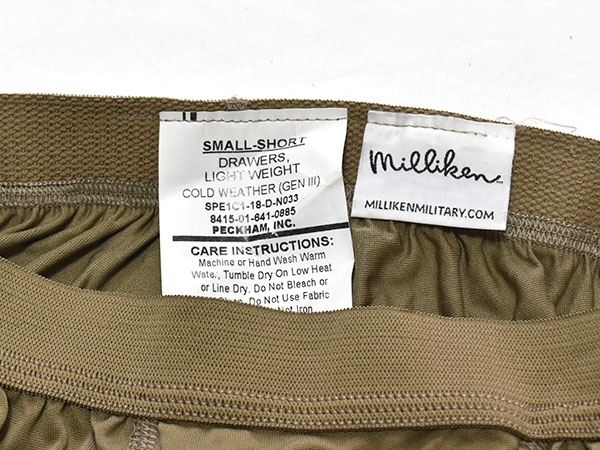 SMALL-SHORT
DRAWERS,
LIGHT WEIGHT
COLD WEATHER (GEN III)
SPE1C1-18-D-N033
8415-01-641-0885
PECKHAM, INC.
CARE INSTRUCTIONS:
Machine or Hand Wash Warm
Water, Tumble Dry On Low Heat
or Line Dry. Do Not Bleach or
Do Not Use Fabric
Not Iron
Milliken
MILLIKENMILITARY.COM